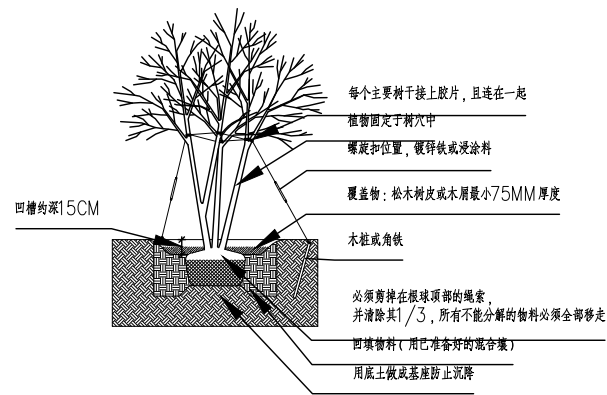 每个主要树干接上胶片，且连在一起
植物固定于树穴中
螺旋扣位置，镀锌铁或浸涂料
覆盖物：松木树皮或木屑最小75MM厚度
凹槽约深15CM
木桩或角铁
必须剪掉在根球顶部的绳索，
并清除其1/3，所有不能分解的物料必须全部移走
回填物料(用已准备好的混合壤)
用底土做成基座防止沉降